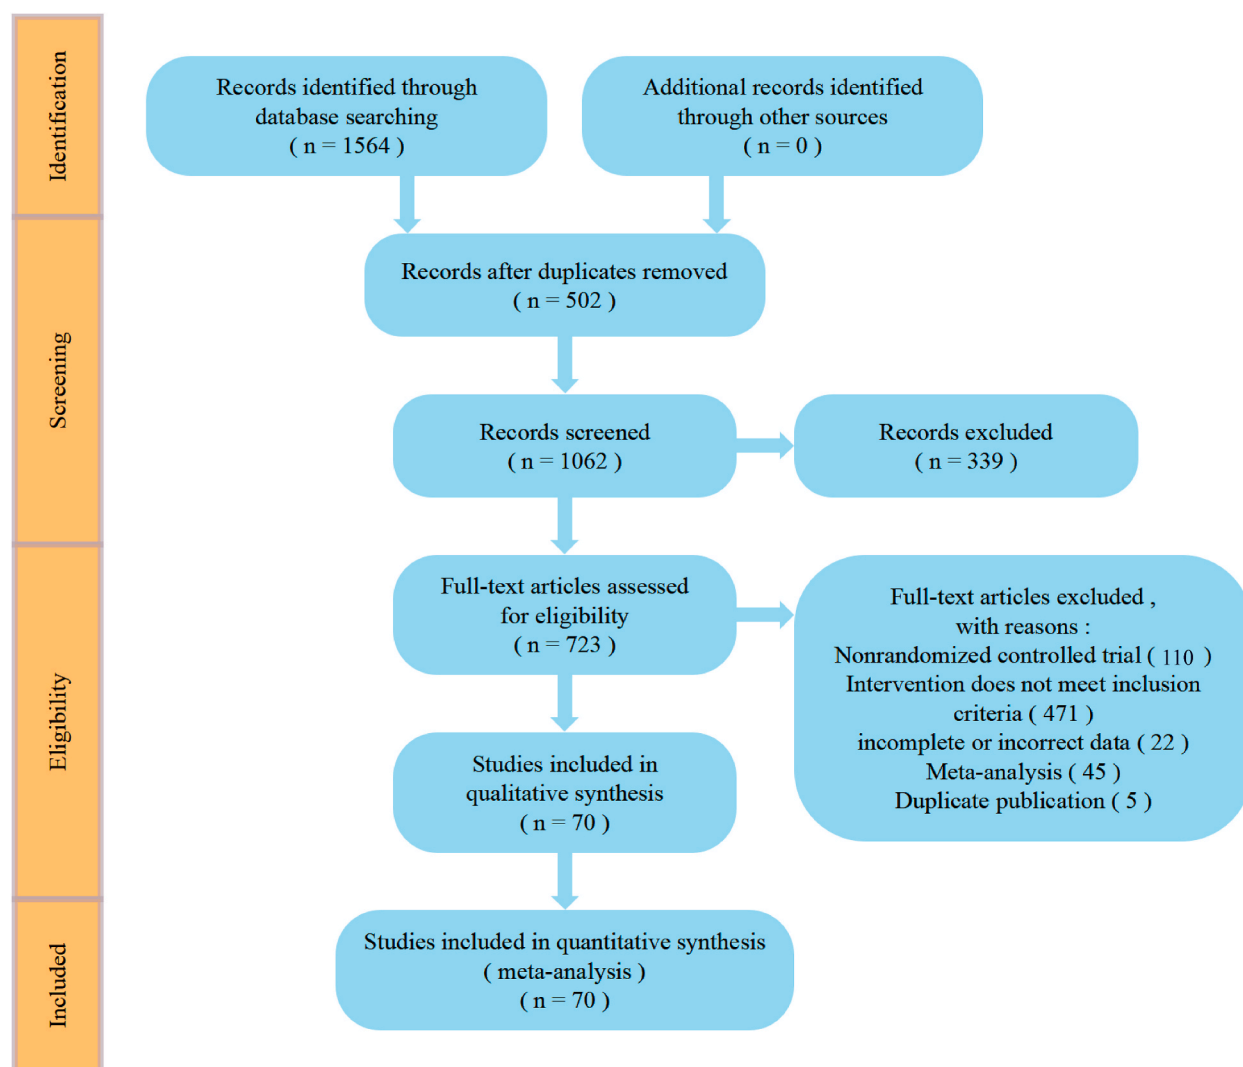 Identification
Records identified through
database searching
( n = 1564 )
Additional records identified
through other sources
( n = 0 )
Screening
Records after duplicates removed
( n = 502 )
Records screened
( n = 1062 )
Records excluded
( n = 339 )
Eligibility
Full-text articles assessed
for eligibility
( n = 723 )
Full-text articles excluded ,
with reasons :
Nonrandomized controlled trial ( 110 )
Intervention does not meet inclusion
criteria ( 471 )
incomplete or incorrect data ( 22 )
Meta-analysis ( 45 )
Duplicate publication ( 5 )
Studies included in
qualitative synthesis
( n = 70 )
Included
Studies included in quantitative synthesis
( meta-analysis )
( n = 70 )